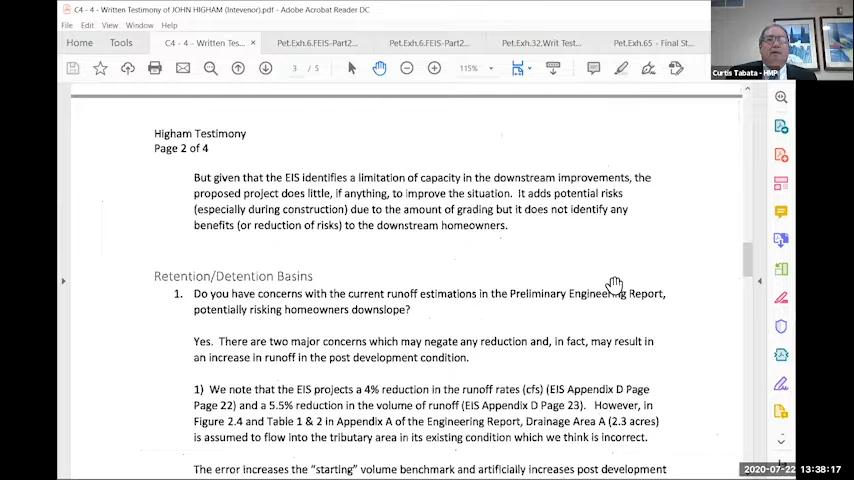 C4 - 4 - Written Testimony of JOHN HIGHAM (Intevenor).pdf - Adobe Acrobat Reader DC
File Edit View Window Help
Home Tools C4 - 4 - Written Tes... × Pet.Exh.6.FEIS-Part2... Pet.Exh.6.FEIS-Part2... Pet.Exh.32.Writ Test... Pet.Exh.65 - Final St...
3 / 5 115%
Curtis Tabata - HMP
Higham Testimony
Page 2 of 4
But given that the EIS identifies a limitation of capacity in the downstream improvements, the
proposed project does little, if anything, to improve the situation. It adds potential risks
(especially during construction) due to the amount of grading but it does not identify any
benefits (or reduction of risks) to the downstream homeowners.
Retention/Detention Basins
1. Do you have concerns with the current runoff estimations in the Preliminary Engineering Report,
potentially risking homeowners downslope?
Yes. There are two major concerns which may negate any reduction and, in fact, may result in
an increase in runoff in the post development condition.
1) We note that the EIS projects a 4% reduction in the runoff rates (cfs) (EIS Appendix D Page
Page 22) and a 5.5% reduction in the volume of runoff (EIS Appendix D Page 23). However, in
Figure 2.4 and Table 1 & 2 in Appendix A of the Engineering Report, Drainage Area A (2.3 acres)
is assumed to flow into the tributary area in its existing condition which we think is incorrect.
The error increases the "starting" volume benchmark and artificially increases post development
2020-07-22 13:38:17